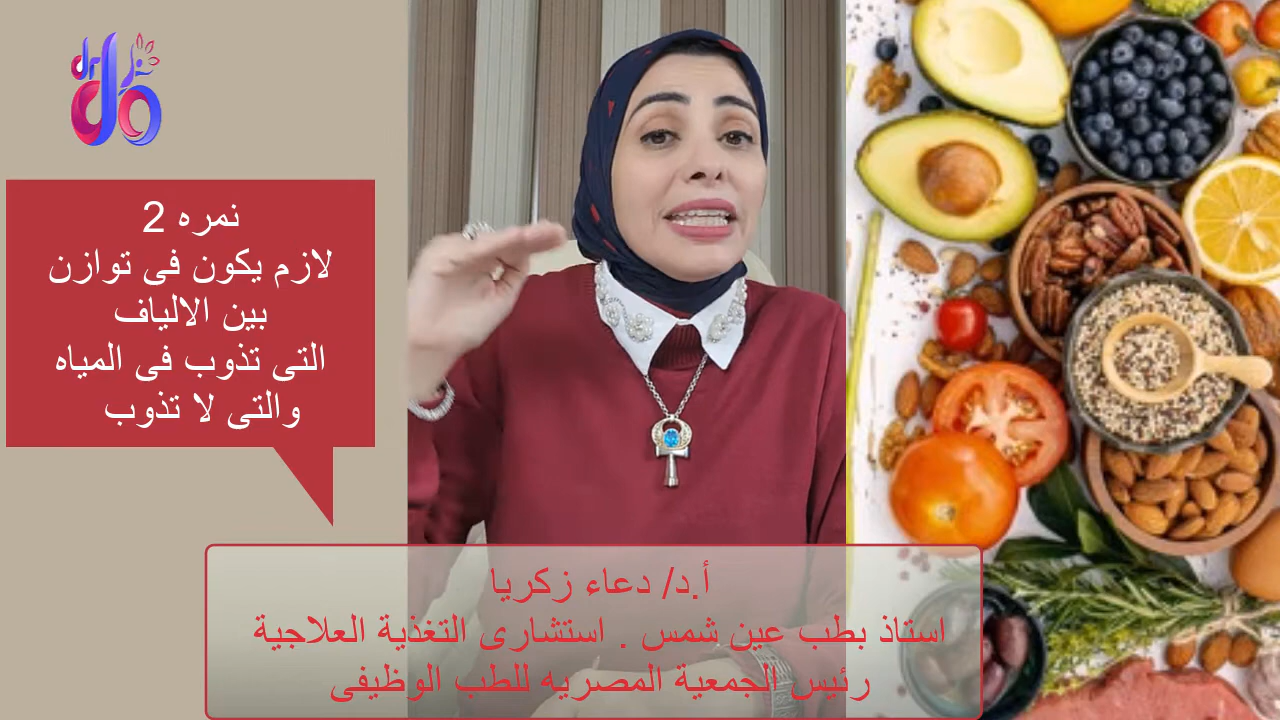 نمره 2
لازم يكون فى توازن
بين الالياف
التى تذوب فى المياه
والتى لا تذوب
أ.د/ دعاء زكريا
استاذ بطب عين شمس . استشارى التغذية العلاجية
رئيس الجمعية المصريه للطب الوظيفى